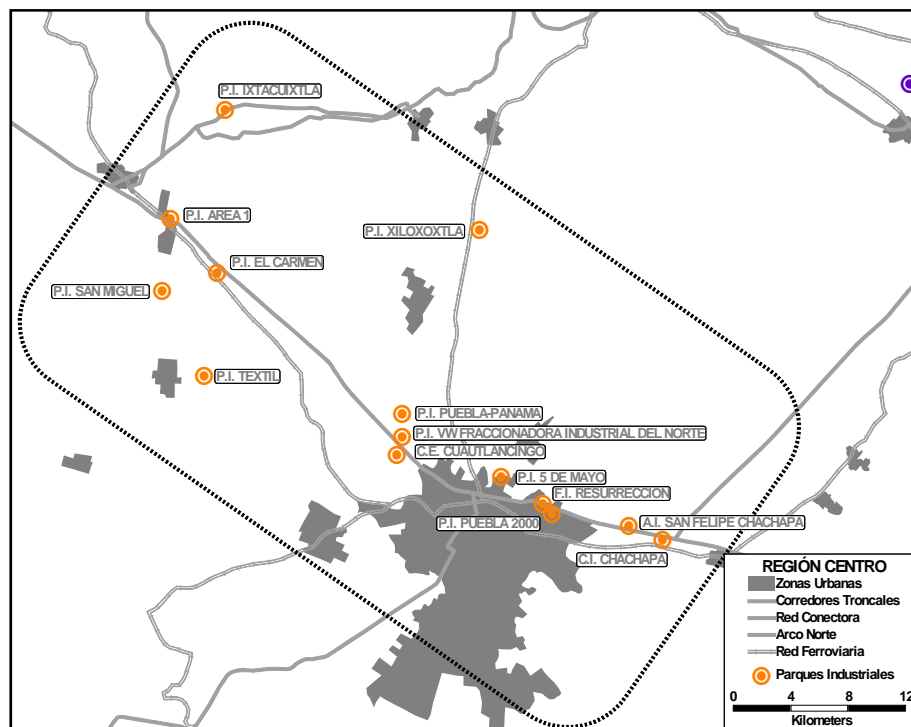 P.I. IXTACUIXTLA
P.I. AREA 1
P.I. XILOXOXTLA
P.I. EL CARMEN
P.I. SAN MIGUEL
P.I. TEXTIL
P.I. PUEBLA-PANAMA
P.I. VW FRACCIONADORA INDUSTRIAL DEL NORTE
C.E. CUAUTLANCINGO
P.I. 5 DE MAYO
F.I. RESURRECCION
P.I. PUEBLA 2000
A.I. SAN FELIPE CHACHAPA
C.I. CHACHAPA
REGIÓN CENTRO
Zonas Urbanas
Corredores Troncales
Red Conectora
Arco Norte
Red Ferroviaria
Parques Industriales
0 4 8 12
Kilometers